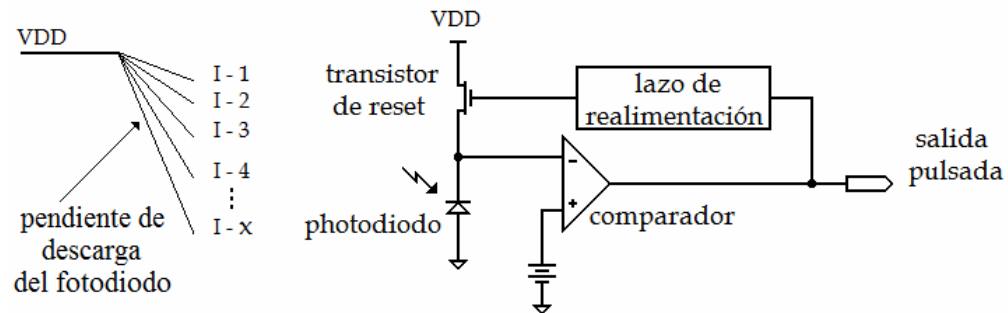 VDD
I - 1
I - 2
I - 3
I - 4
I - x
pendiente de
descarga
del fotodiodo
VDD
transistor
de reset
lazo de
realimentación
photodiodo
-
+
comparador
salida
pulsada